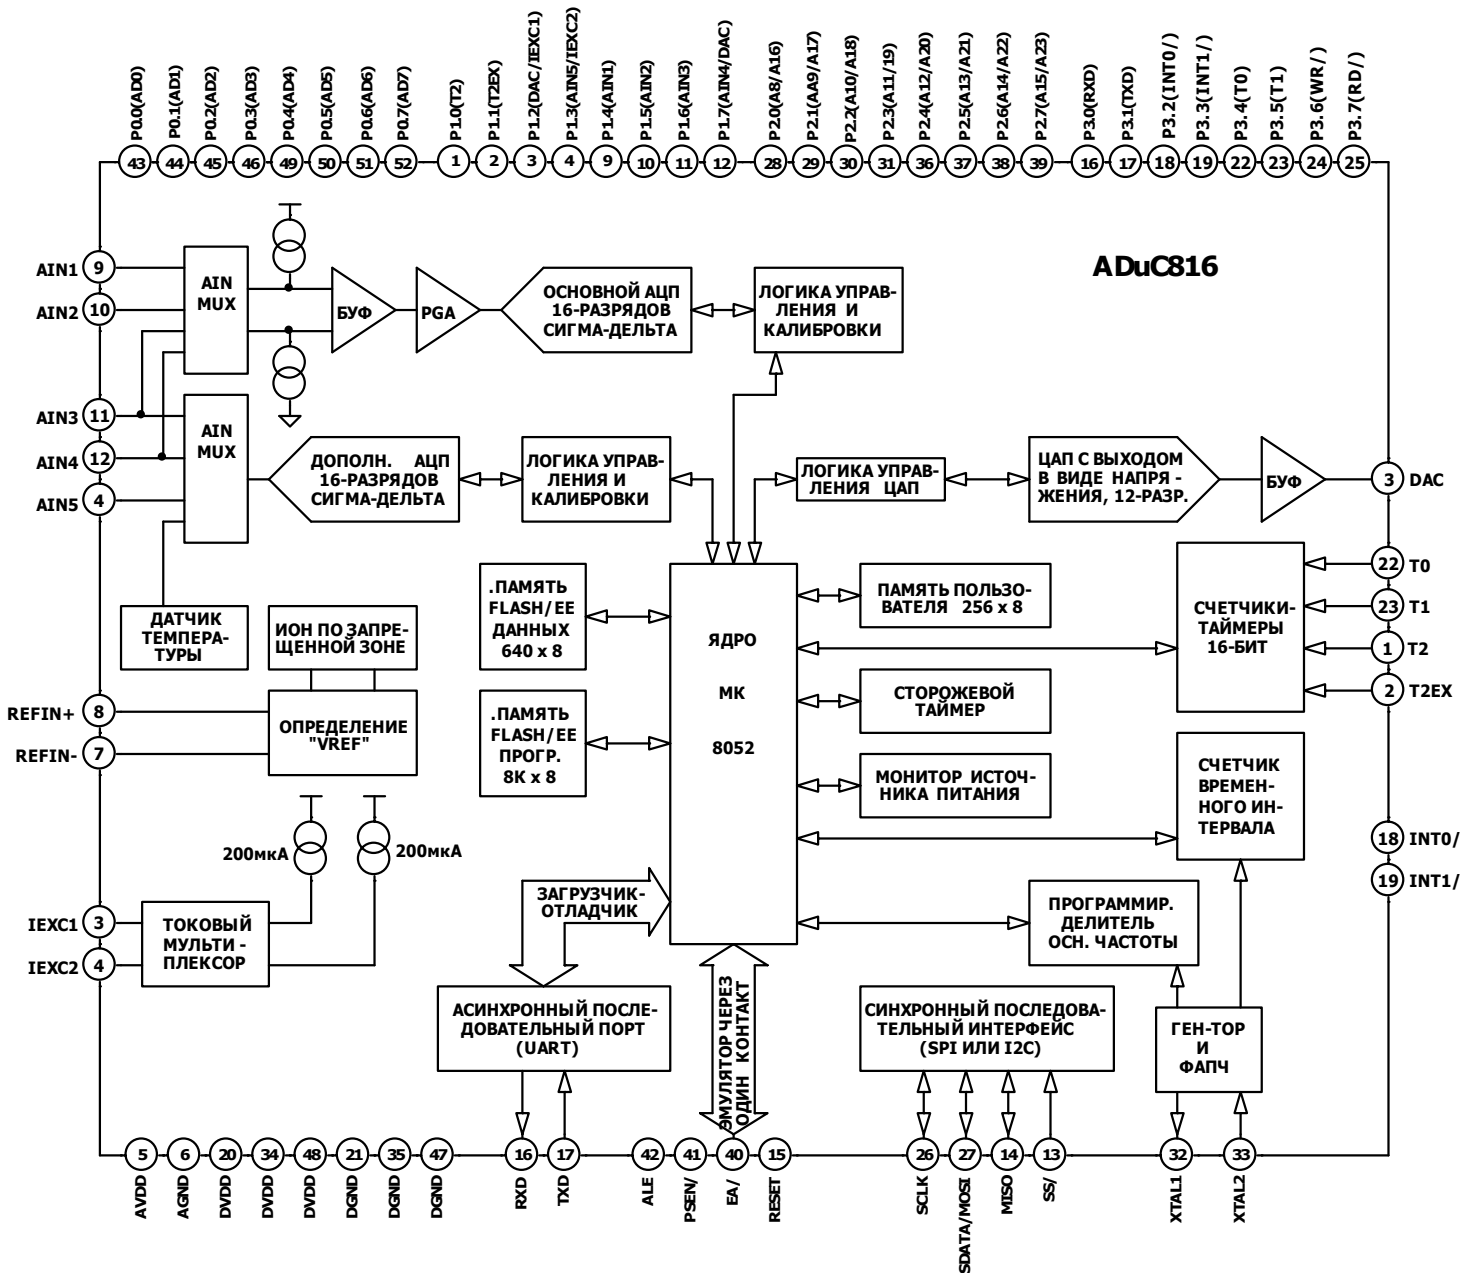 P0.0(AD0)
P0.1(AD1)
P0.2(AD2)
P0.3(AD3)
P0.4(AD4)
P0.5(AD5)
P0.6(AD6)
P0.7(AD7)
P1.0(T2)
P1.1(T2EX)
P1.2(DAC/IEXC1)
P1.3(AIN5/IEXC2)
P1.4(AIN1)
P1.5(AIN2)
P1.6(AIN3)
P1.7(AIN4/DAC)
P2.0(A8/A16)
P2.1(AA9/A17)
P2.2(A10/A18)
P2.3(A11/19)
P2.4(A12/A20)
P2.5(A13/A21)
P2.6(A14/A22)
P2.7(A15/A23)
P3.0(RXD)
P3.1(TXD)
P3.2(INT0/)
P3.3(INT1/)
P3.4(T0)
P3.5(T1)
P3.6(WR/)
P3.7(RD/)
43 44 45 46 49 50 51 52 1 2 3 4 9 10 11 12 28 29 30 31 36 37 38 39 16 17 18 19 22 23 24 25
ADuC816
AIN1 9
AIN2 10
AIN3 11
AIN4 12
AIN5 4
AIN
MUX
БУФ
PGA
ОСНОВНОЙ АЦП
16-РАЗРЯДОВ
СИГМА-ДЕЛЬТА
ЛОГИКА УПРАВ-
ЛЕНИЯ И
КАЛИБРОВКИ
AIN
MUX
ДОПОЛН. АЦП
16-РАЗРЯДОВ
СИГМА-ДЕЛЬТА
ЛОГИКА УПРАВ-
ЛЕНИЯ И
КАЛИБРОВКИ
ЛОГИКА УПРАВ-
ЛЕНИЯ ЦАП
ЦАП С ВЫХОДОМ
В ВИДЕ НАПРЯ -
ЖЕНИЯ, 12-РАЗР.
БУФ
3 DAC
22 T0
23 T1
1 T2
2 T2EX
СЧЕТЧИКИ-
ТАЙМЕРЫ
16-БИТ
ДАТЧИК
ТЕМПЕРА-
ТУРЫ
ИОН ПО ЗАПРЕ-
ЩЕННОЙ ЗОНЕ
.ПАМЯТЬ
FLASH/EE
ДАННЫХ
640 x 8
ЯДРО
МК
8052
ПАМЯТЬ ПОЛЬЗО-
ВАТЕЛЯ 256 x 8
REFIN+ 8
REFIN- 7
ОПРЕДЕЛЕНИЕ
"VREF"
.ПАМЯТЬ
FLASH/EE
ПРОГР.
8К x 8
СТОРОЖЕВОЙ
ТАЙМЕР
МОНИТОР ИСТОЧ-
НИКА ПИТАНИЯ
СЧЕТЧИК
ВРЕМЕН-
НОГО ИН-
ТЕРВАЛА
18 INT0/
19 INT1/
200мкА
200мкА
IEXC1 3
IEXC2 4
ТОКОВЫЙ
МУЛЬТИ -
ПЛЕКСОР
ЗАГРУЗЧИК-
ОТЛАДЧИК
ПРОГРАММИР.
ДЕЛИТЕЛЬ
ОСН. ЧАСТОТЫ
АСИНХРОННЫЙ ПОСЛЕ-
ДОВАТЕЛЬНЫЙ ПОРТ
(UART)
ЭМУЛЯТОР ЧЕРЕЗ
ОДИН КОНТАКТ
СИНХРОННЫЙ ПОСЛЕДОВА-
ТЕЛЬНЫЙ ИНТЕРФЕЙС
(SPI ИЛИ I2C)
ГЕН-ТОР
И
ФАПЧ
5 6 20 34 48 21 35 47 16 17 42 41 40 15 26 27 14 13 32 33
AVDD
AGND
DVDD
DVDD
DVDD
DGND
DGND
DGND
RXD
TXD
ALE
PSEN/
EA/
RESET
SCLK
SDATA/MOSI
MISO
SS/
XTAL1
XTAL2